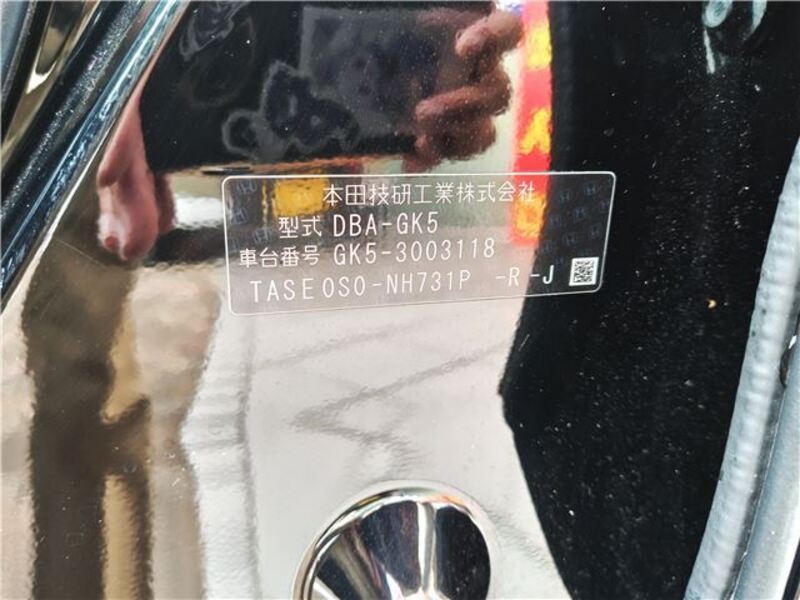 本田技研工業株式会社
型式 DBA-GK5
車台番号 GK5-3003118
TASE0S0-NH731P -R-J